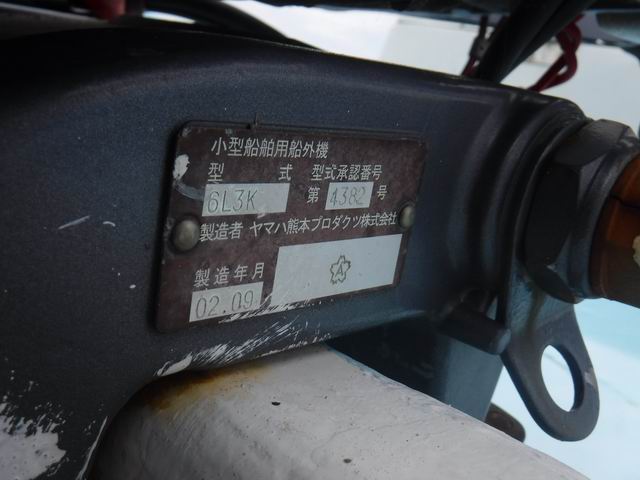 小型船舶用船外機
型 式 型式承認番号
6L3K 第 4382 号
製造者 ヤマハ熊本プロダクツ株式会社
製造年月
02.09
A